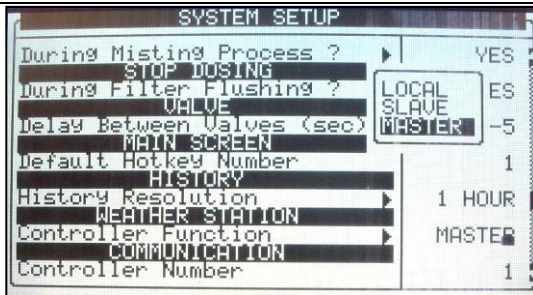 SYSTEM SETUP
During Misting Process ? YES
STOP DOSING
During Filter Flushing ? ES
VALVE
Delay Between Valves (sec) -5
MAIN SCREEN
Default Hotkey Number 1
HISTORY
History Resolution 1 HOUR
WEATHER STATION
Controller Function MASTER
COMMUNICATION
Controller Number 1
LOCAL
SLAVE
MASTER